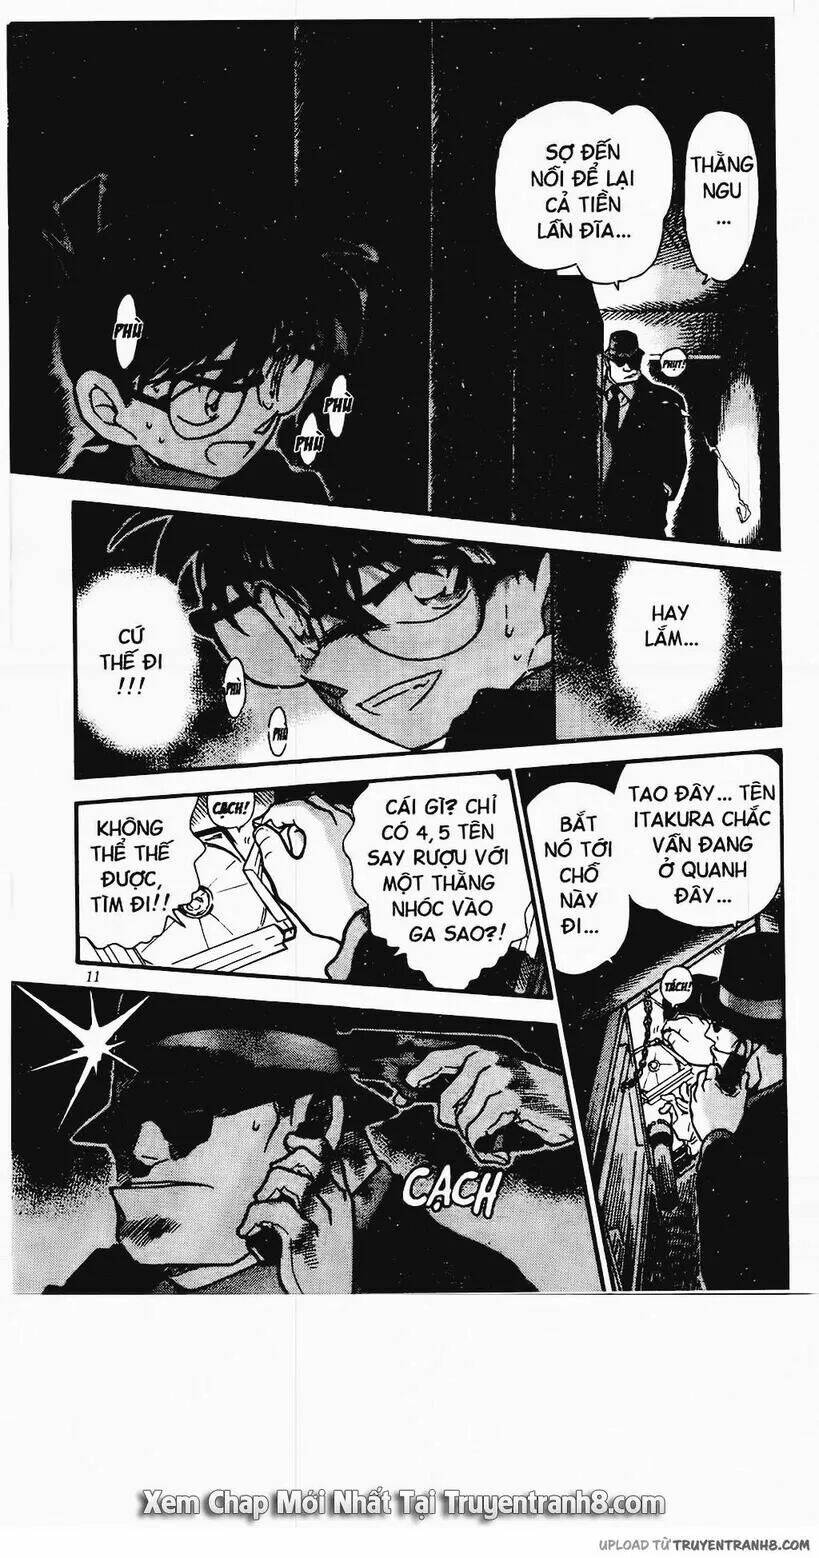 THẰNG
NGU
...
SỢ ĐẾN
NỖI ĐỂ LẠI
CẢ TIỀN
LẪN ĐĨA...
PHỤT!
PHÙ
PHÙ
PHÙ
HAY
LẮM...
CỨ
THẾ ĐI
!!!
PHÙ
PHÙ
TAO ĐÂY... TÊN
ITAKURA CHẮC
VẪN ĐANG
Ở QUANH
ĐÂY...
BẮT
NÓ TỚI
CHỖ
NÀY
ĐI...
TÁCH!
CÁI GÌ? CHỈ
CÓ 4, 5 TÊN
SAY RƯỢU VỚI
MỘT THẰNG
NHÓC VÀO
GA SAO?!
CẠCH!
KHÔNG
THỂ THẾ
ĐƯỢC,
TÌM ĐI!!
11
CẠCH
Xem Chap Mới Nhất Tại Truyentranh8.com
UPLOAD TỪ TRUYENTRANH8.COM